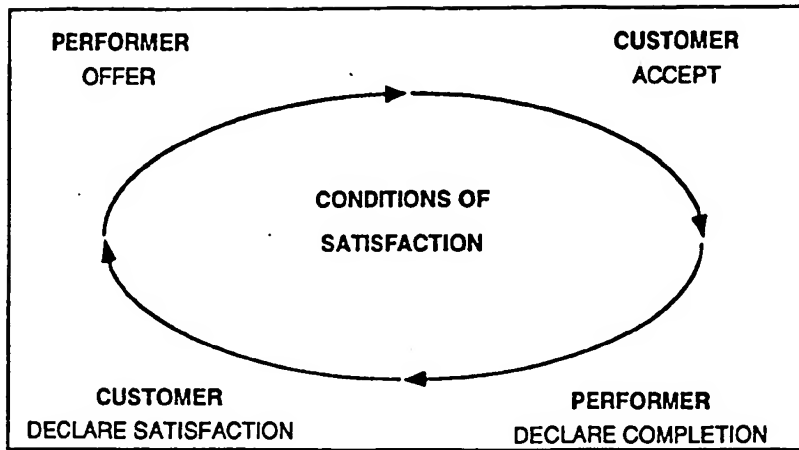 PERFORMER
OFFER
CUSTOMER
ACCEPT
CONDITIONS OF
SATISFACTION
CUSTOMER
DECLARE SATISFACTION
PERFORMER
DECLARE COMPLETION